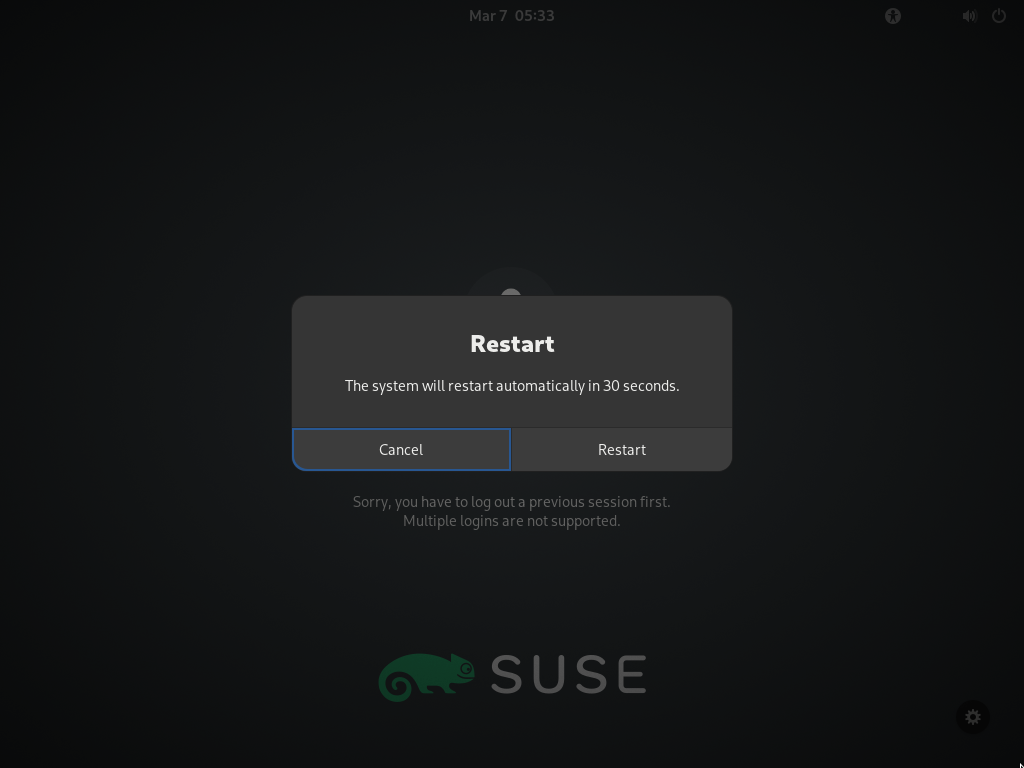 Mar 7 05:33
Restart
The system will restart automatically in 30 seconds.
Cancel
Restart
Sorry, you have to log out a previous session first.
Multiple logins are not supported.
SUSE